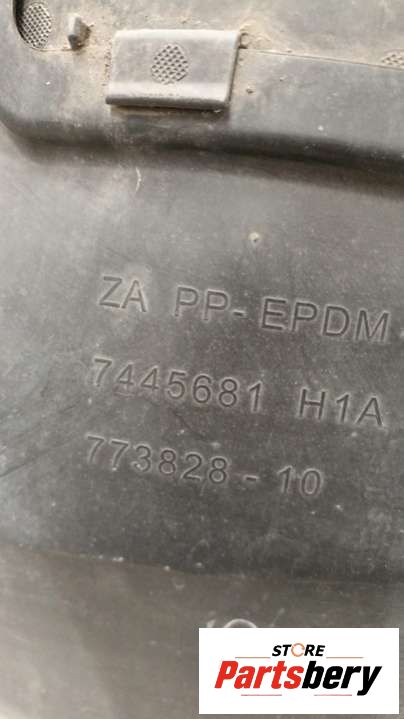 ZA PP-EPDM
7445681 H1A
773828-10
STORE
Partsbery